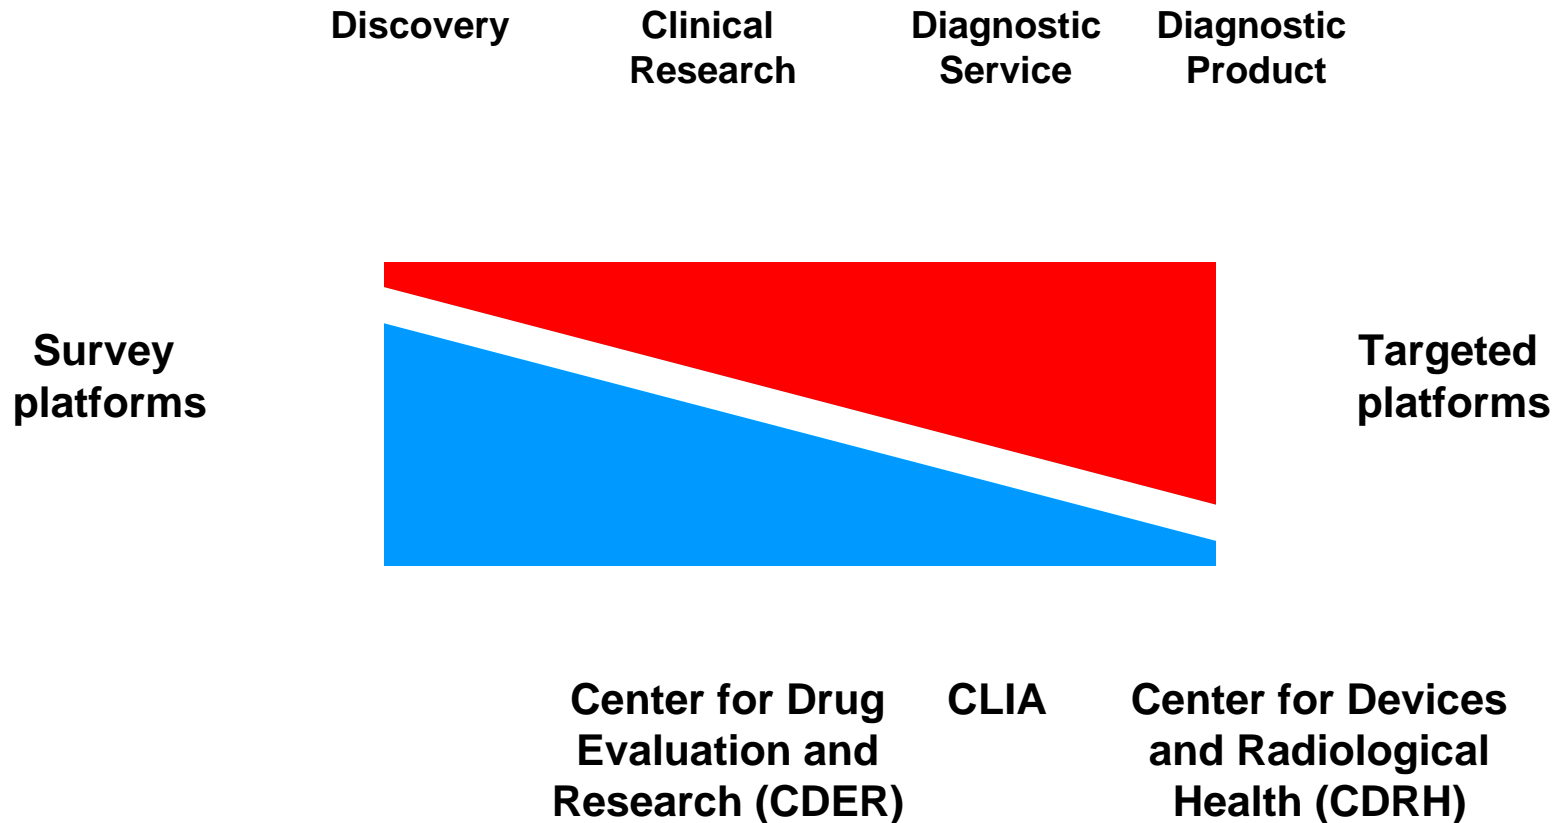 Discovery
Clinical
Research
Diagnostic
Service
Diagnostic
Product
Survey
platforms
Targeted
platforms
Center for Drug
Evaluation and
Research (CDER)
CLIA
Center for Devices
and Radiological
Health (CDRH)